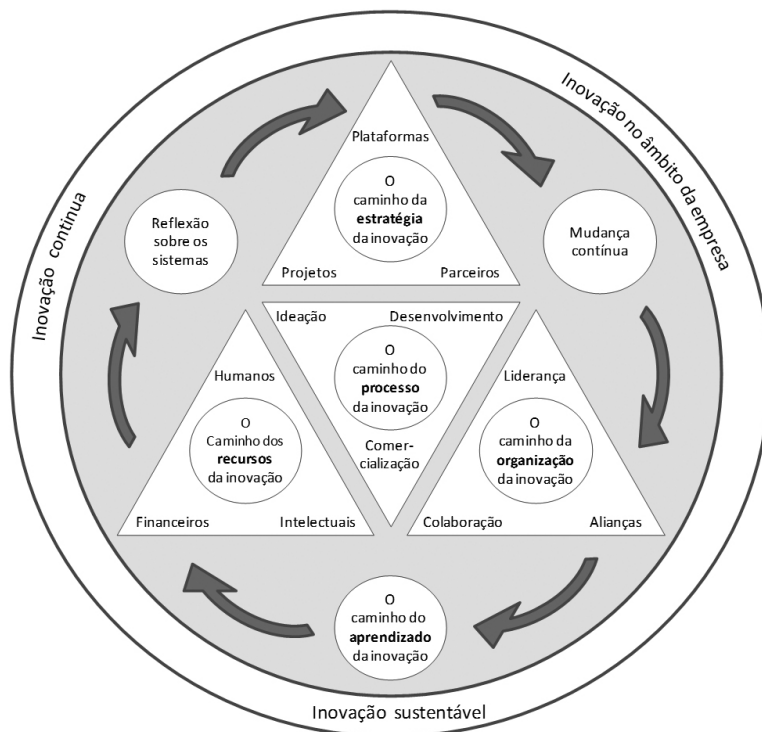 Inovação continua
Inovação no âmbito da empresa
Plataformas
O
caminho da
estratégia
da inovação
Projetos
Parceiros
Reflexão
sobre os
sistemas
Mudança
contínua
Ideação
Desenvolvimento
O
caminho do
processo
da inovação
Comer-
cialização
Humanos
O
Caminho dos
recursos
da inovação
Financeiros
Intelectuais
Liderança
O
caminho da
organização
da inovação
Colaboração
Alianças
O
caminho do
aprendizado
da inovação
Inovação sustentável